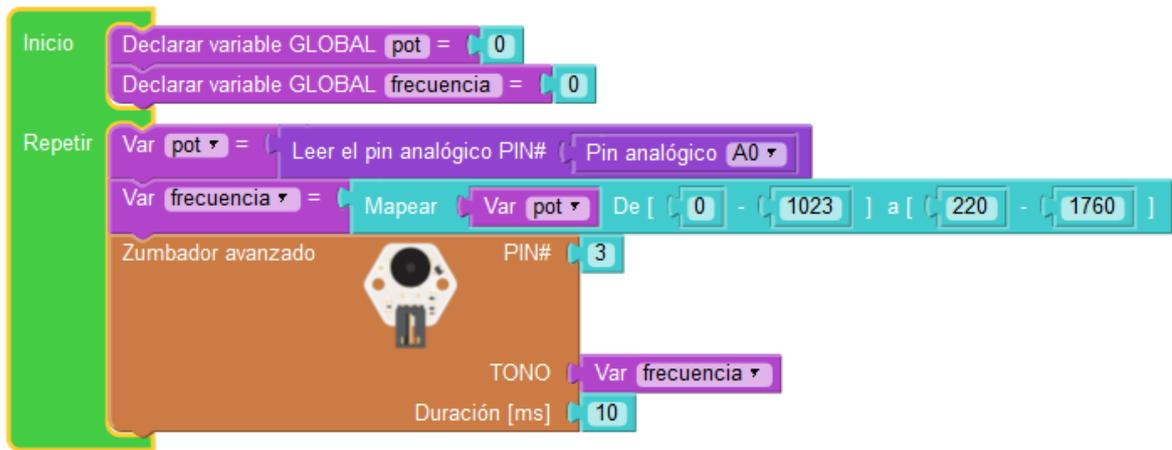 Inicio Declarar variable GLOBAL pot = 0
Declarar variable GLOBAL frecuencia = 0
Repetir Var pot = Leer el pin analógico PIN# Pin analógico A0
Var frecuencia = Mapear Var pot De [ 0 - 1023 ] a [ 220 - 1760 ]
Zumbador avanzado PIN# 3
TONO Var frecuencia
Duración [ms] 10